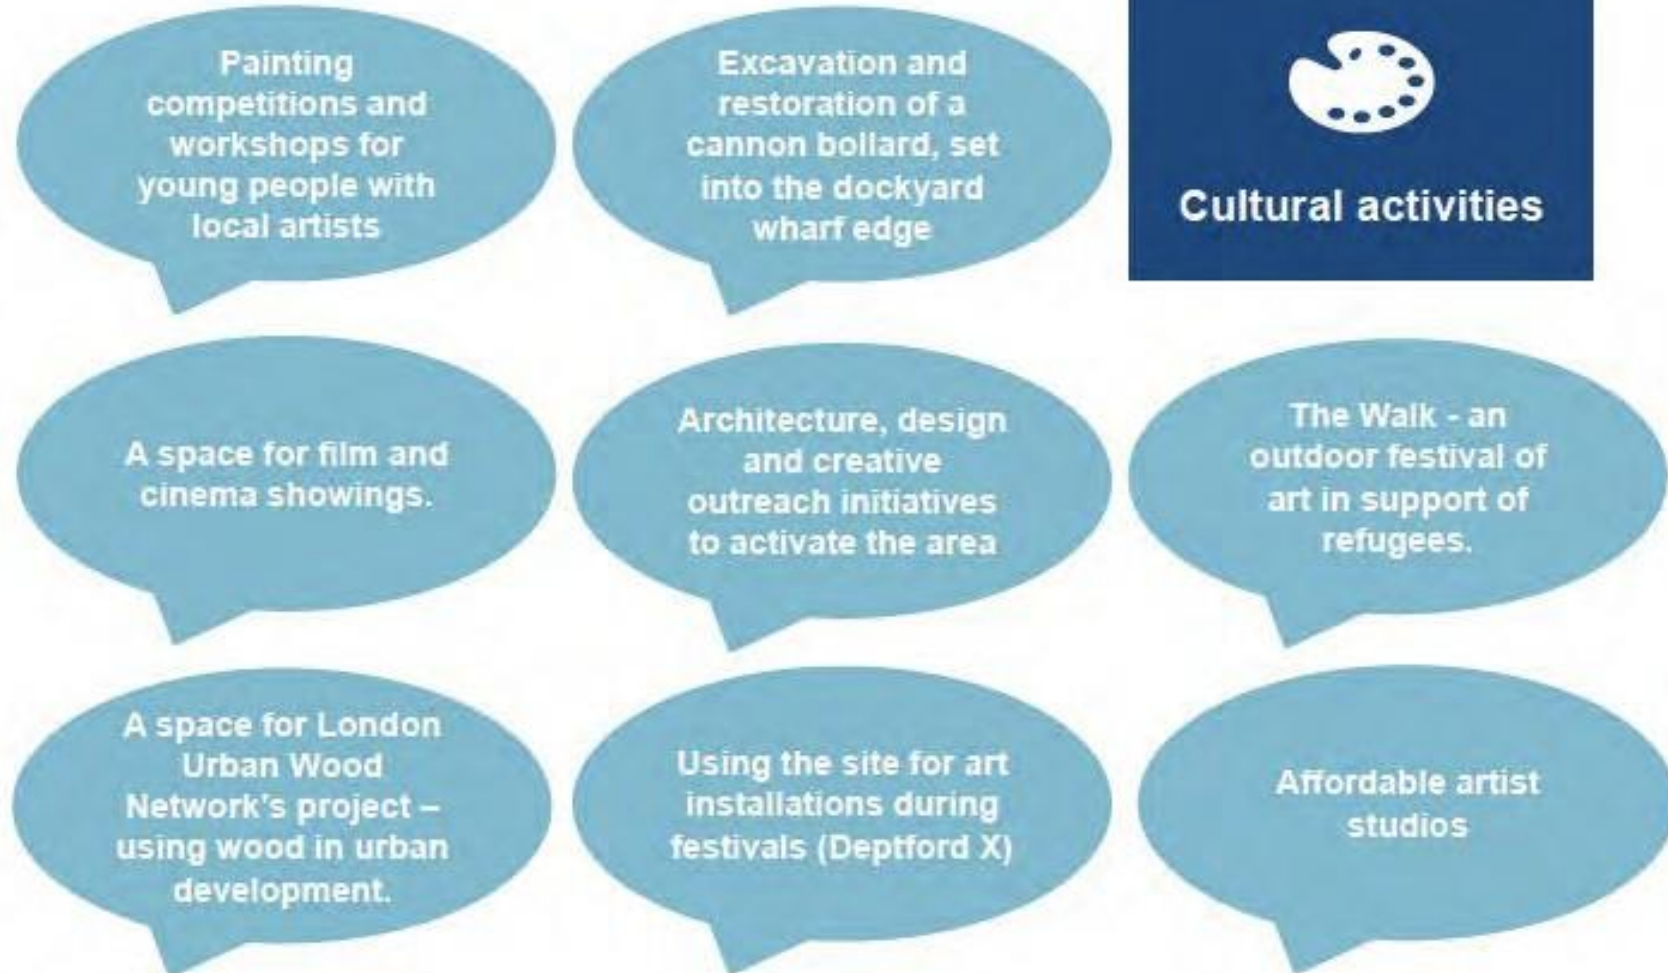 Painting
competitions and
workshops for
young people with
local artists
Excavation and
restoration of a
cannon bollard, set
into the dockyard
wharf edge
Cultural activities
A space for film and
cinema showings.
Architecture, design
and creative
outreach initiatives
to activate the area
The Walk - an
outdoor festival of
art in support of
refugees.
A space for London
Urban Wood
Network's project –
using wood in urban
development.
Using the site for art
installations during
festivals (Deptford X)
Affordable artist
studios